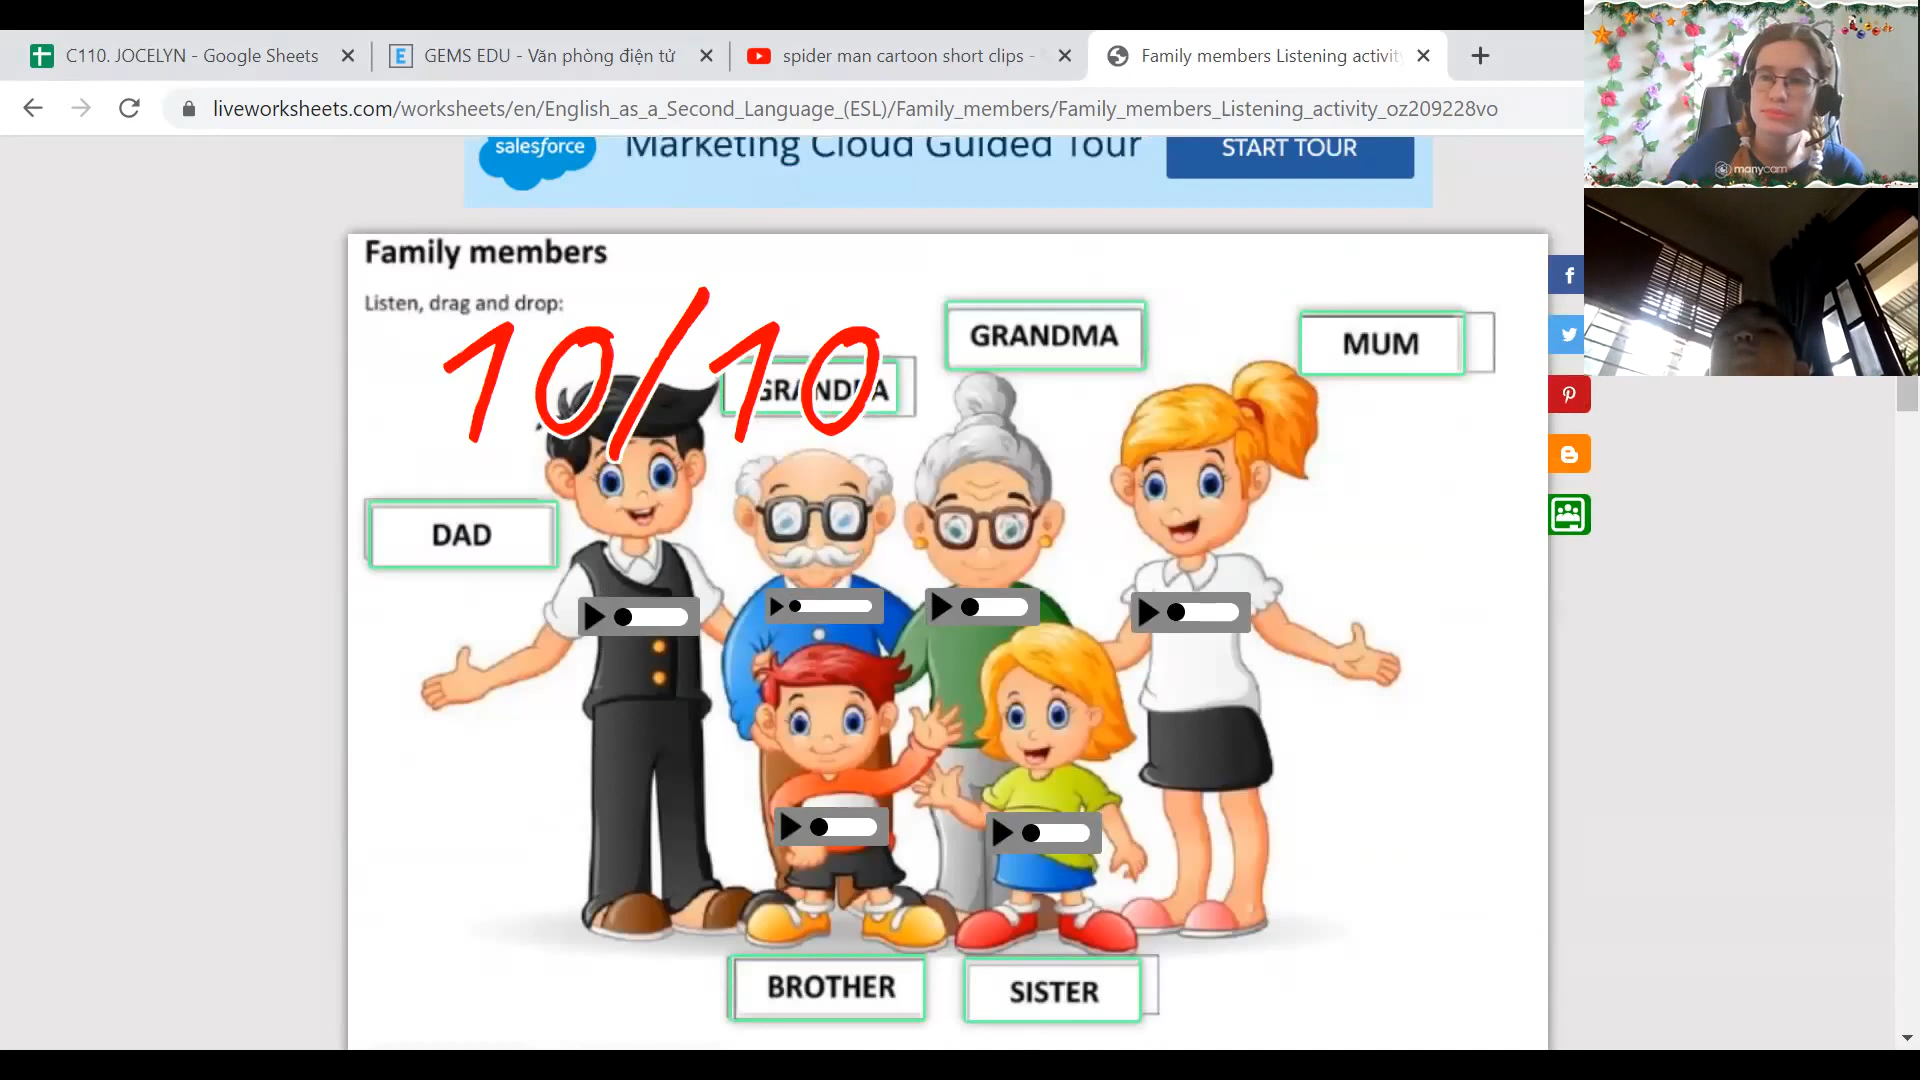 C110. JOCELYN - Google Sheets
GEMS EDU - Văn phòng điện tử
spider man cartoon short clips -
Family members Listening activity
liveworksheets.com/worksheets/en/English_as_a_Second_Language_(ESL)/Family_members/Family_members_Listening_activity_oz209228vo
salesforce
Marketing Cloud Guided Tour
START TOUR
manycam
Family members
Listen, drag and drop:
10/10
GRANDMA
MUM
GRANDPA
DAD
BROTHER
SISTER